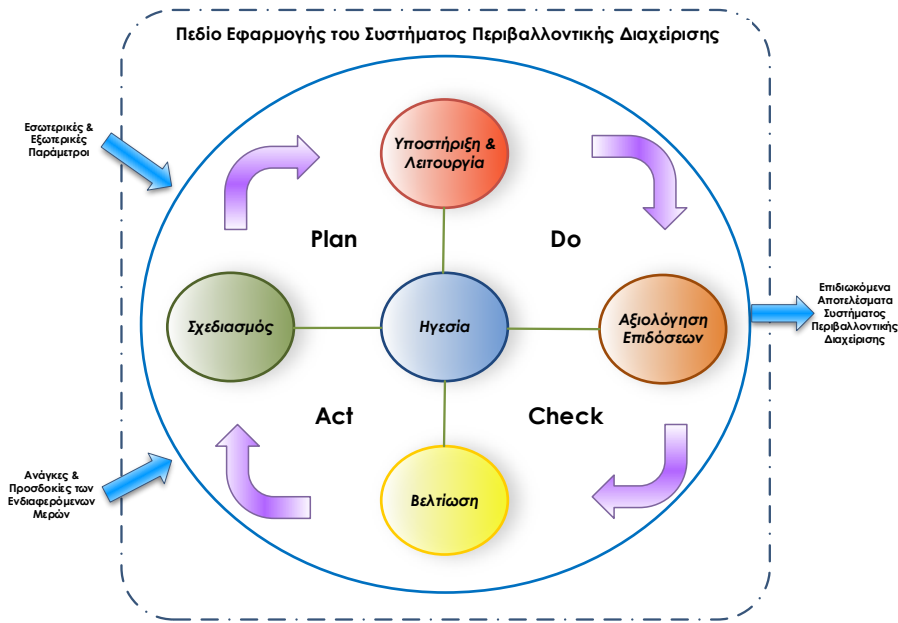 Πεδίο Εφαρμογής του Συστήματος Περιβαλλοντικής Διαχείρισης
Εσωτερικές &
Εξωτερικές
Παράμετροι
Υποστήριξη &
Λειτουργία
Plan
Do
Σχεδιασμός
Ηγεσία
Αξιολόγηση
Επιδόσεων
Επιδιωκόμενα
Αποτελέσματα
Συστήματος
Περιβαλλοντικής
Διαχείρισης
Act
Check
Ανάγκες &
Προσδοκίες των
Ενδιαφερόμενων
Μερών
Βελτίωση